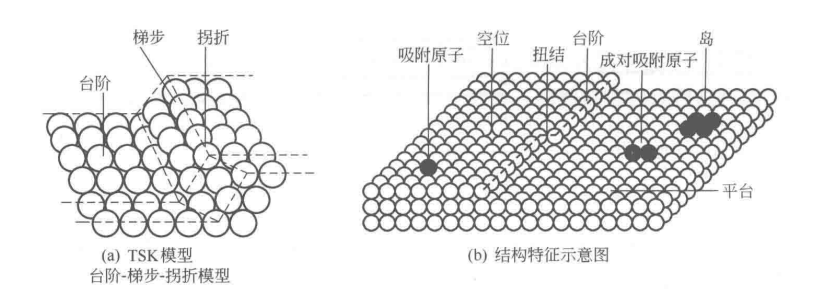 梯步
拐折
台阶
(a) TSK模型
台阶-梯步-拐折模型
吸附原子
空位
扭结
台阶
成对吸附原子
岛
平台
(b) 结构特征示意图